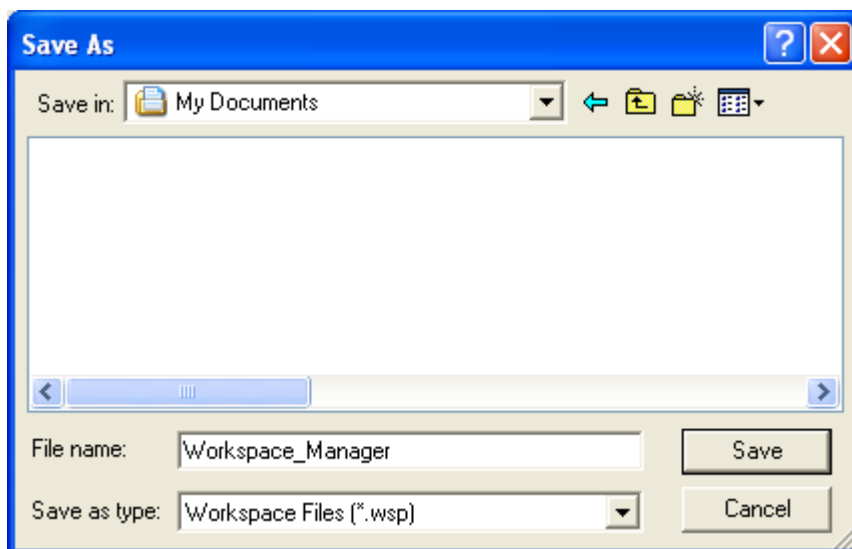 Save As
Save in: My Documents
File name: Workspace_Manager Save
Save as type: Workspace Files (*.wsp) Cancel